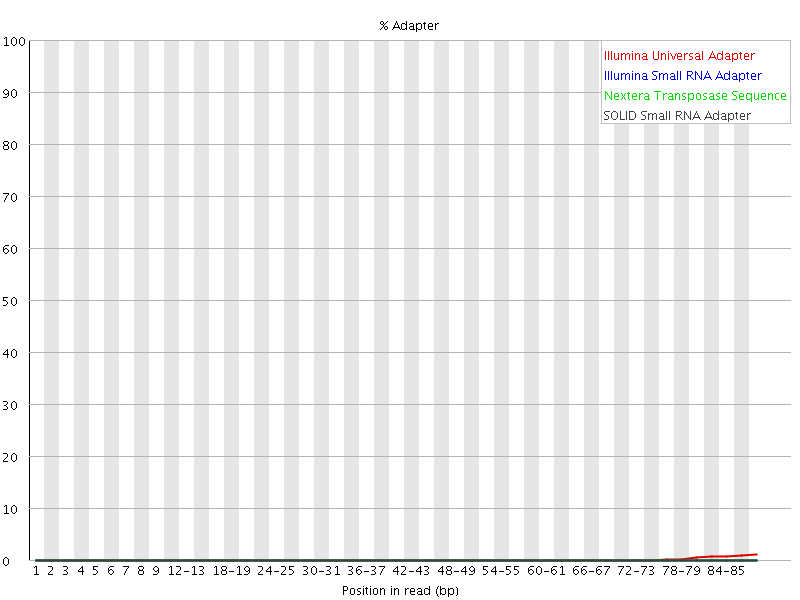 % Adapter
100
90
80
70
60
50
40
30
20
10
0
Illumina Universal Adapter
Illumina Small RNA Adapter
Nextera Transposase Sequence
SOLID Small RNA Adapter
1 2 3 4 5 6 7 8 9 12-13 18-19 24-25 30-31 36-37 42-43 48-49 54-55 60-61 66-67 72-73 78-79 84-85
Position in read (bp)